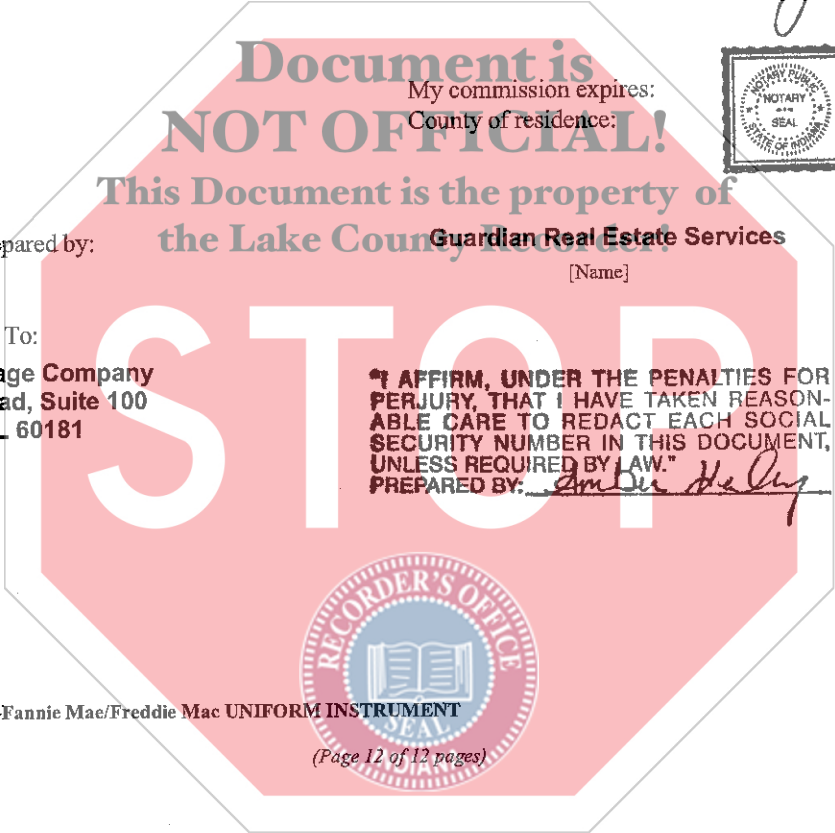 Document is
My commission expires:
NOT OFFICIAL!
County of residence:
NOTARY PUBLIC
NOTARY
SEAL
STATE OF INDIANA
This Document is the property of
the Lake County Recorder!
pared by:
Guardian Real Estate Services
[Name]
To:
STOP
age Company
ad, Suite 100
L 60181
"I AFFIRM, UNDER THE PENALTIES FOR
PERJURY, THAT I HAVE TAKEN REASON-
ABLE CARE TO REDACT EACH SOCIAL
SECURITY NUMBER IN THIS DOCUMENT,
UNLESS REQUIRED BY LAW."
PREPARED BY: Amber
RECORDER'S OFFICE
-Fannie Mae/Freddie Mac UNIFORM INSTRUMENT
SEAL
(Page 12 of 12 pages)
INDIANA